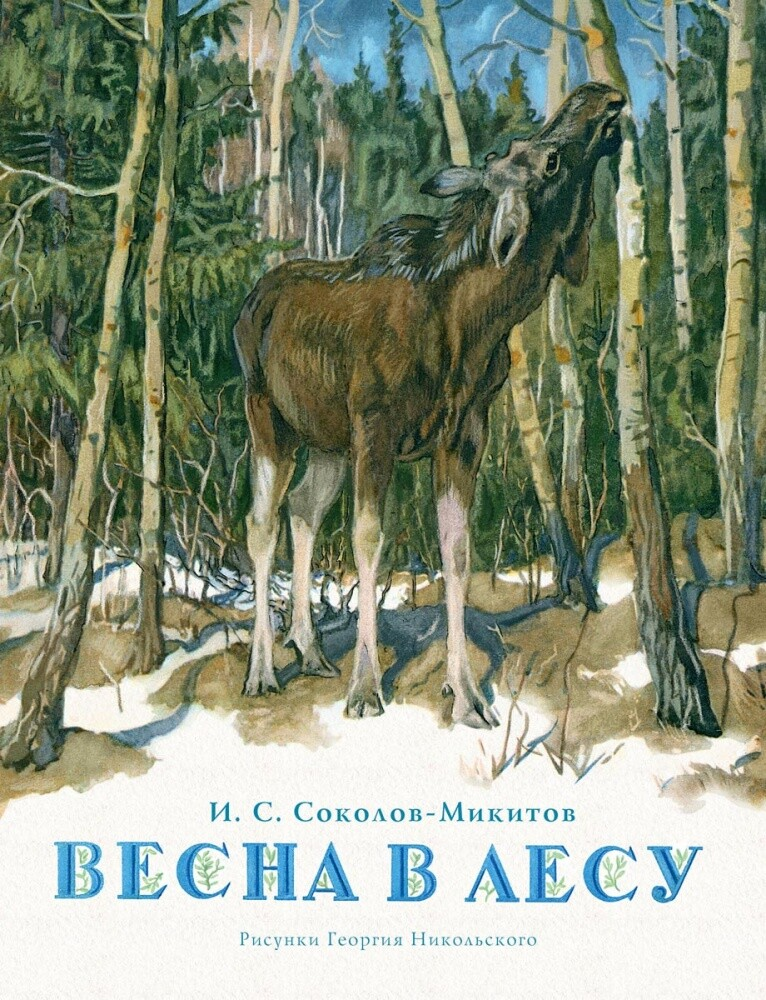 И. С. Соколов-Микитов
ВЕСНА В ЛЕСУ
Рисунки Георгия Никольского